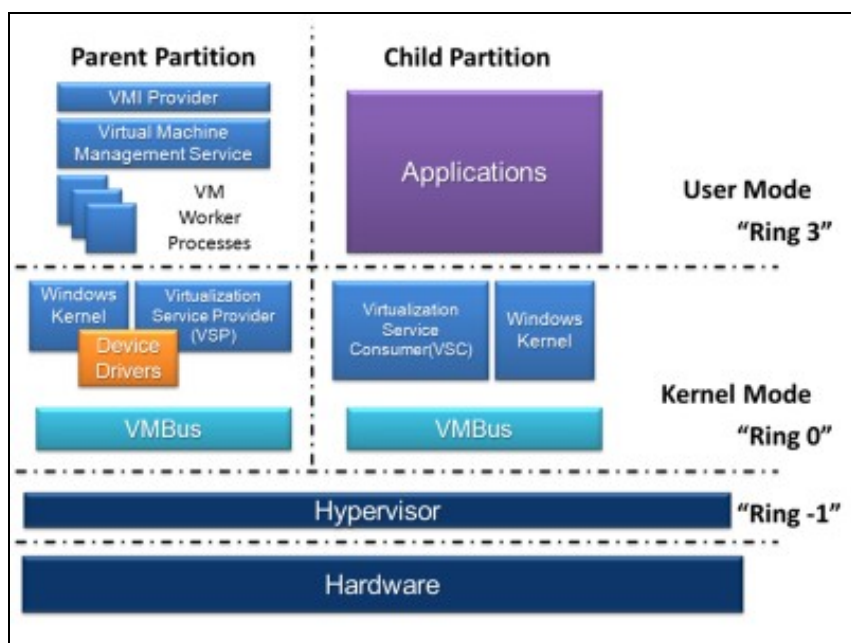 Parent Partition
Child Partition
VMI Provider
Virtual Machine
Management Service
VM
Worker
Processes
Applications
User Mode
“Ring 3”
Windows
Kernel
Virtualization
Service Provider
(VSP)
Device
Drivers
Virtualization
Service
Consumer(VSC)
Windows
Kernel
VMBus
VMBus
Kernel Mode
“Ring 0”
Hypervisor
“Ring -1”
Hardware